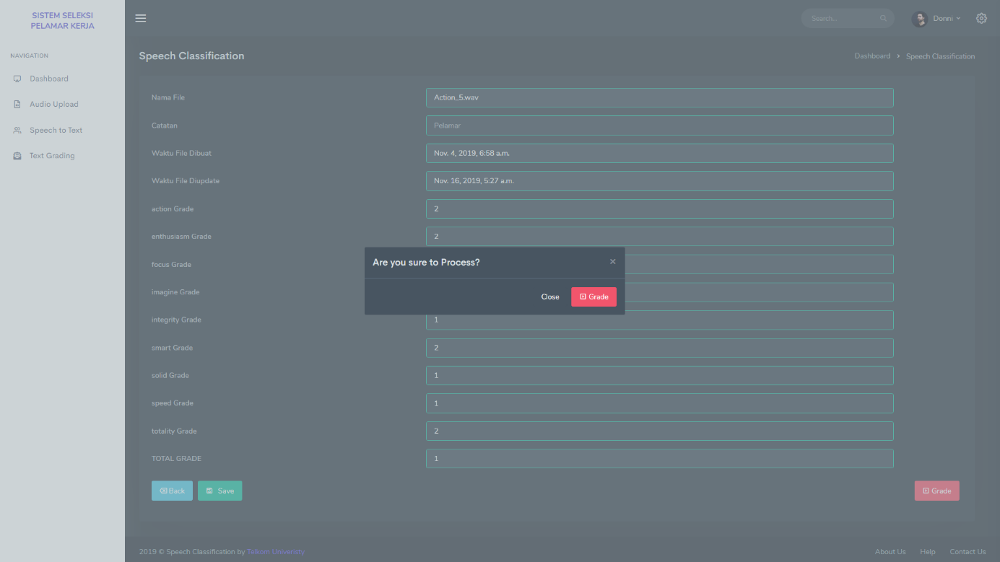 SISTEM SELEKSI
PELAMAR KERJA
Search...
Donni
Speech Classification
Dashboard > Speech Classification
NAVIGATION
Dashboard
Audio Upload
Speech to Text
Text Grading
Nama File
Action_5.wav
Catatan
Pelamar
Waktu File Dibuat
Nov. 4, 2019, 6:58 a.m.
Waktu File Diupdate
Nov. 16, 2019, 5:27 a.m.
action Grade
2
enthusiasm Grade
2
focus Grade
imagine Grade
Are you sure to Process?
×
Close
Grade
integrity Grade
1
smart Grade
2
solid Grade
1
speed Grade
1
totality Grade
2
TOTAL GRADE
1
Back
Save
Grade
2019 © Speech Classification by Telkom Univeristy
About Us
Help
Contact Us